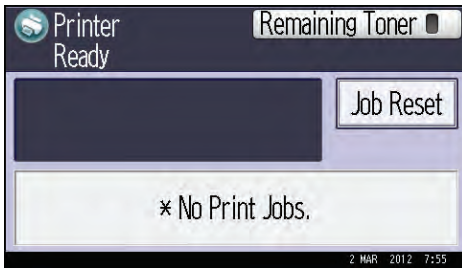 Printer
Remaining Toner
Ready
Job Reset
* No Print Jobs.
2 MAR 2012 7:55